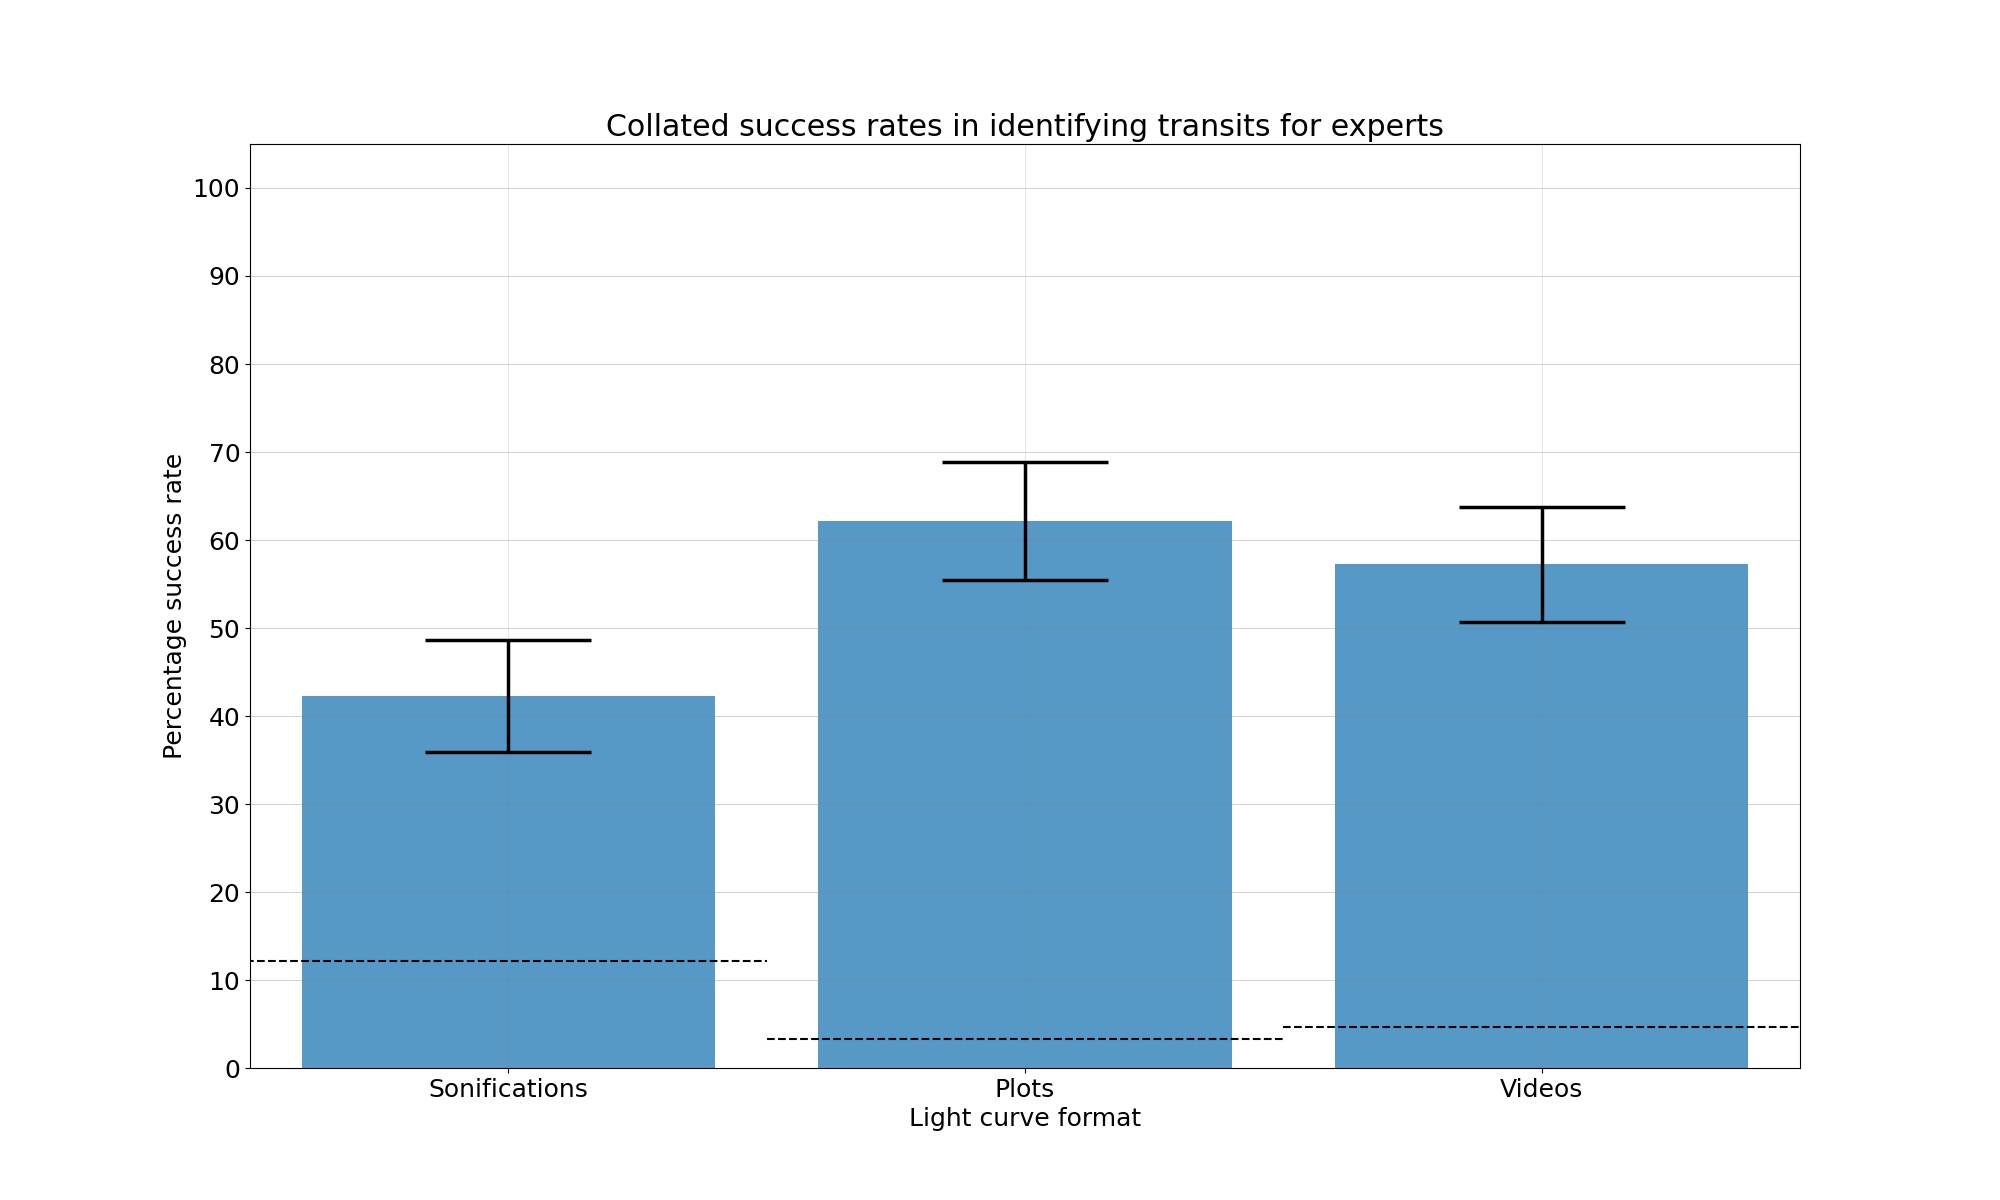 Collated success rates in identifying transits for experts
100
90
80
70
60
50
40
30
20
10
0
Percentage success rate
Sonifications
Plots
Videos
Light curve format